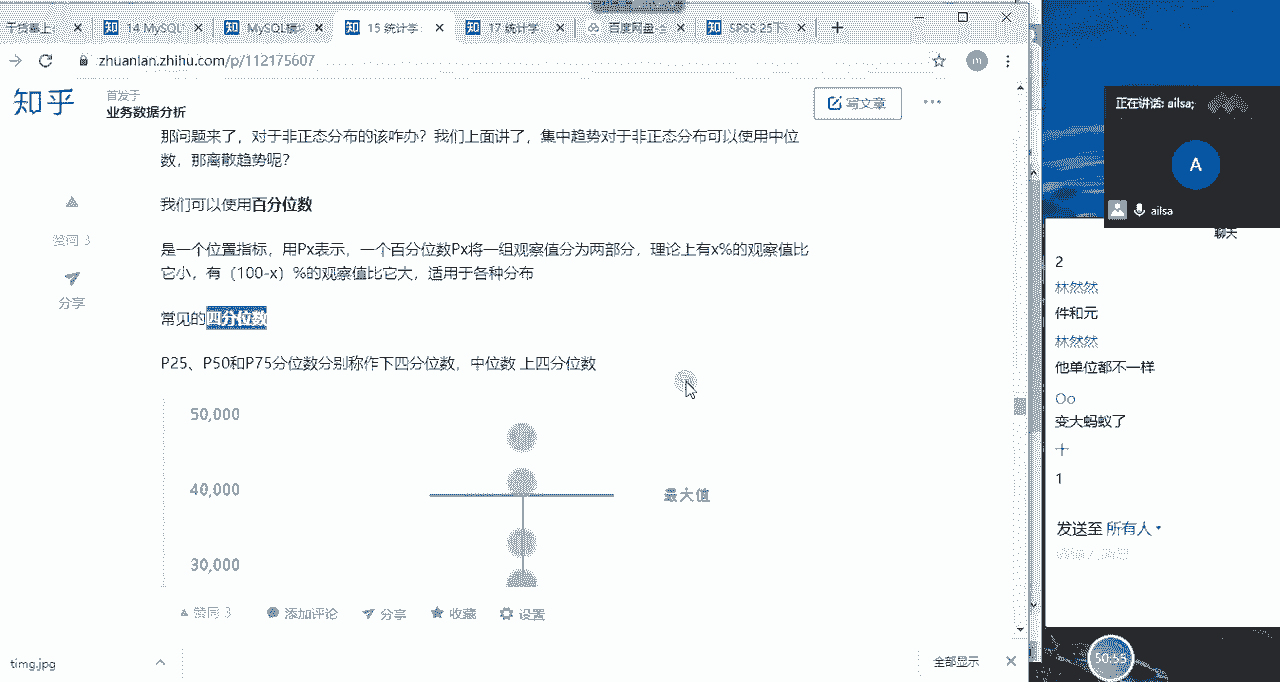 干货塞上
14 MySQL
MySQL模
15 统计学
17 统计学
百度网盘-
SPSS 25下
zhuanlan.zhihu.com/p/112175607
知乎
首发于
业务数据分析
写文章
那问题来了，对于非正态分布的该咋办？我们上面讲了，集中趋势对于非正态分布可以使用中位
数，那离散趋势呢？
我们可以使用百分位数
是一个位置指标，用Px表示，一个百分位数Px将一组观察值分为两部分，理论上有x%的观察值比
它小，有（100-x）%的观察值比它大，适用于各种分布
常见的四分位数
P25、P50和P75分位数分别称作下四分位数，中位数 上四分位数
赞同 3
分享
50,000
40,000
30,000
最大值
赞同 3
添加评论
分享
收藏
设置
timg.jpg
全部显示
正在讲话: ailsa;
A
ailsa
聊天
2
林然然
件和元
林然然
他单位都不一样
Oo
变大蚂蚁了
十
1
发送至 所有人
50:55